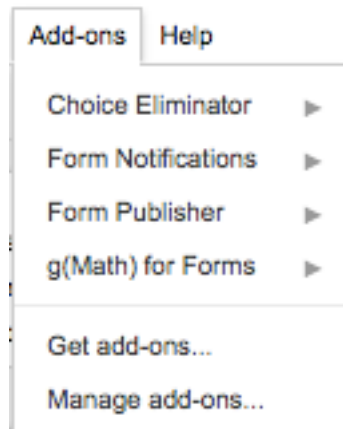 Add-ons Help
Choice Eliminator
Form Notifications
Form Publisher
g(Math) for Forms
Get add-ons...
Manage add-ons...